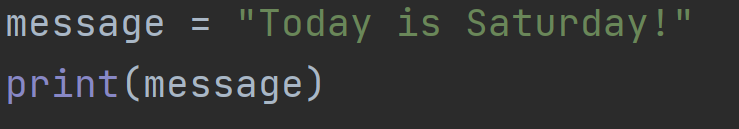 message = "Today is Saturday!"
print(message)